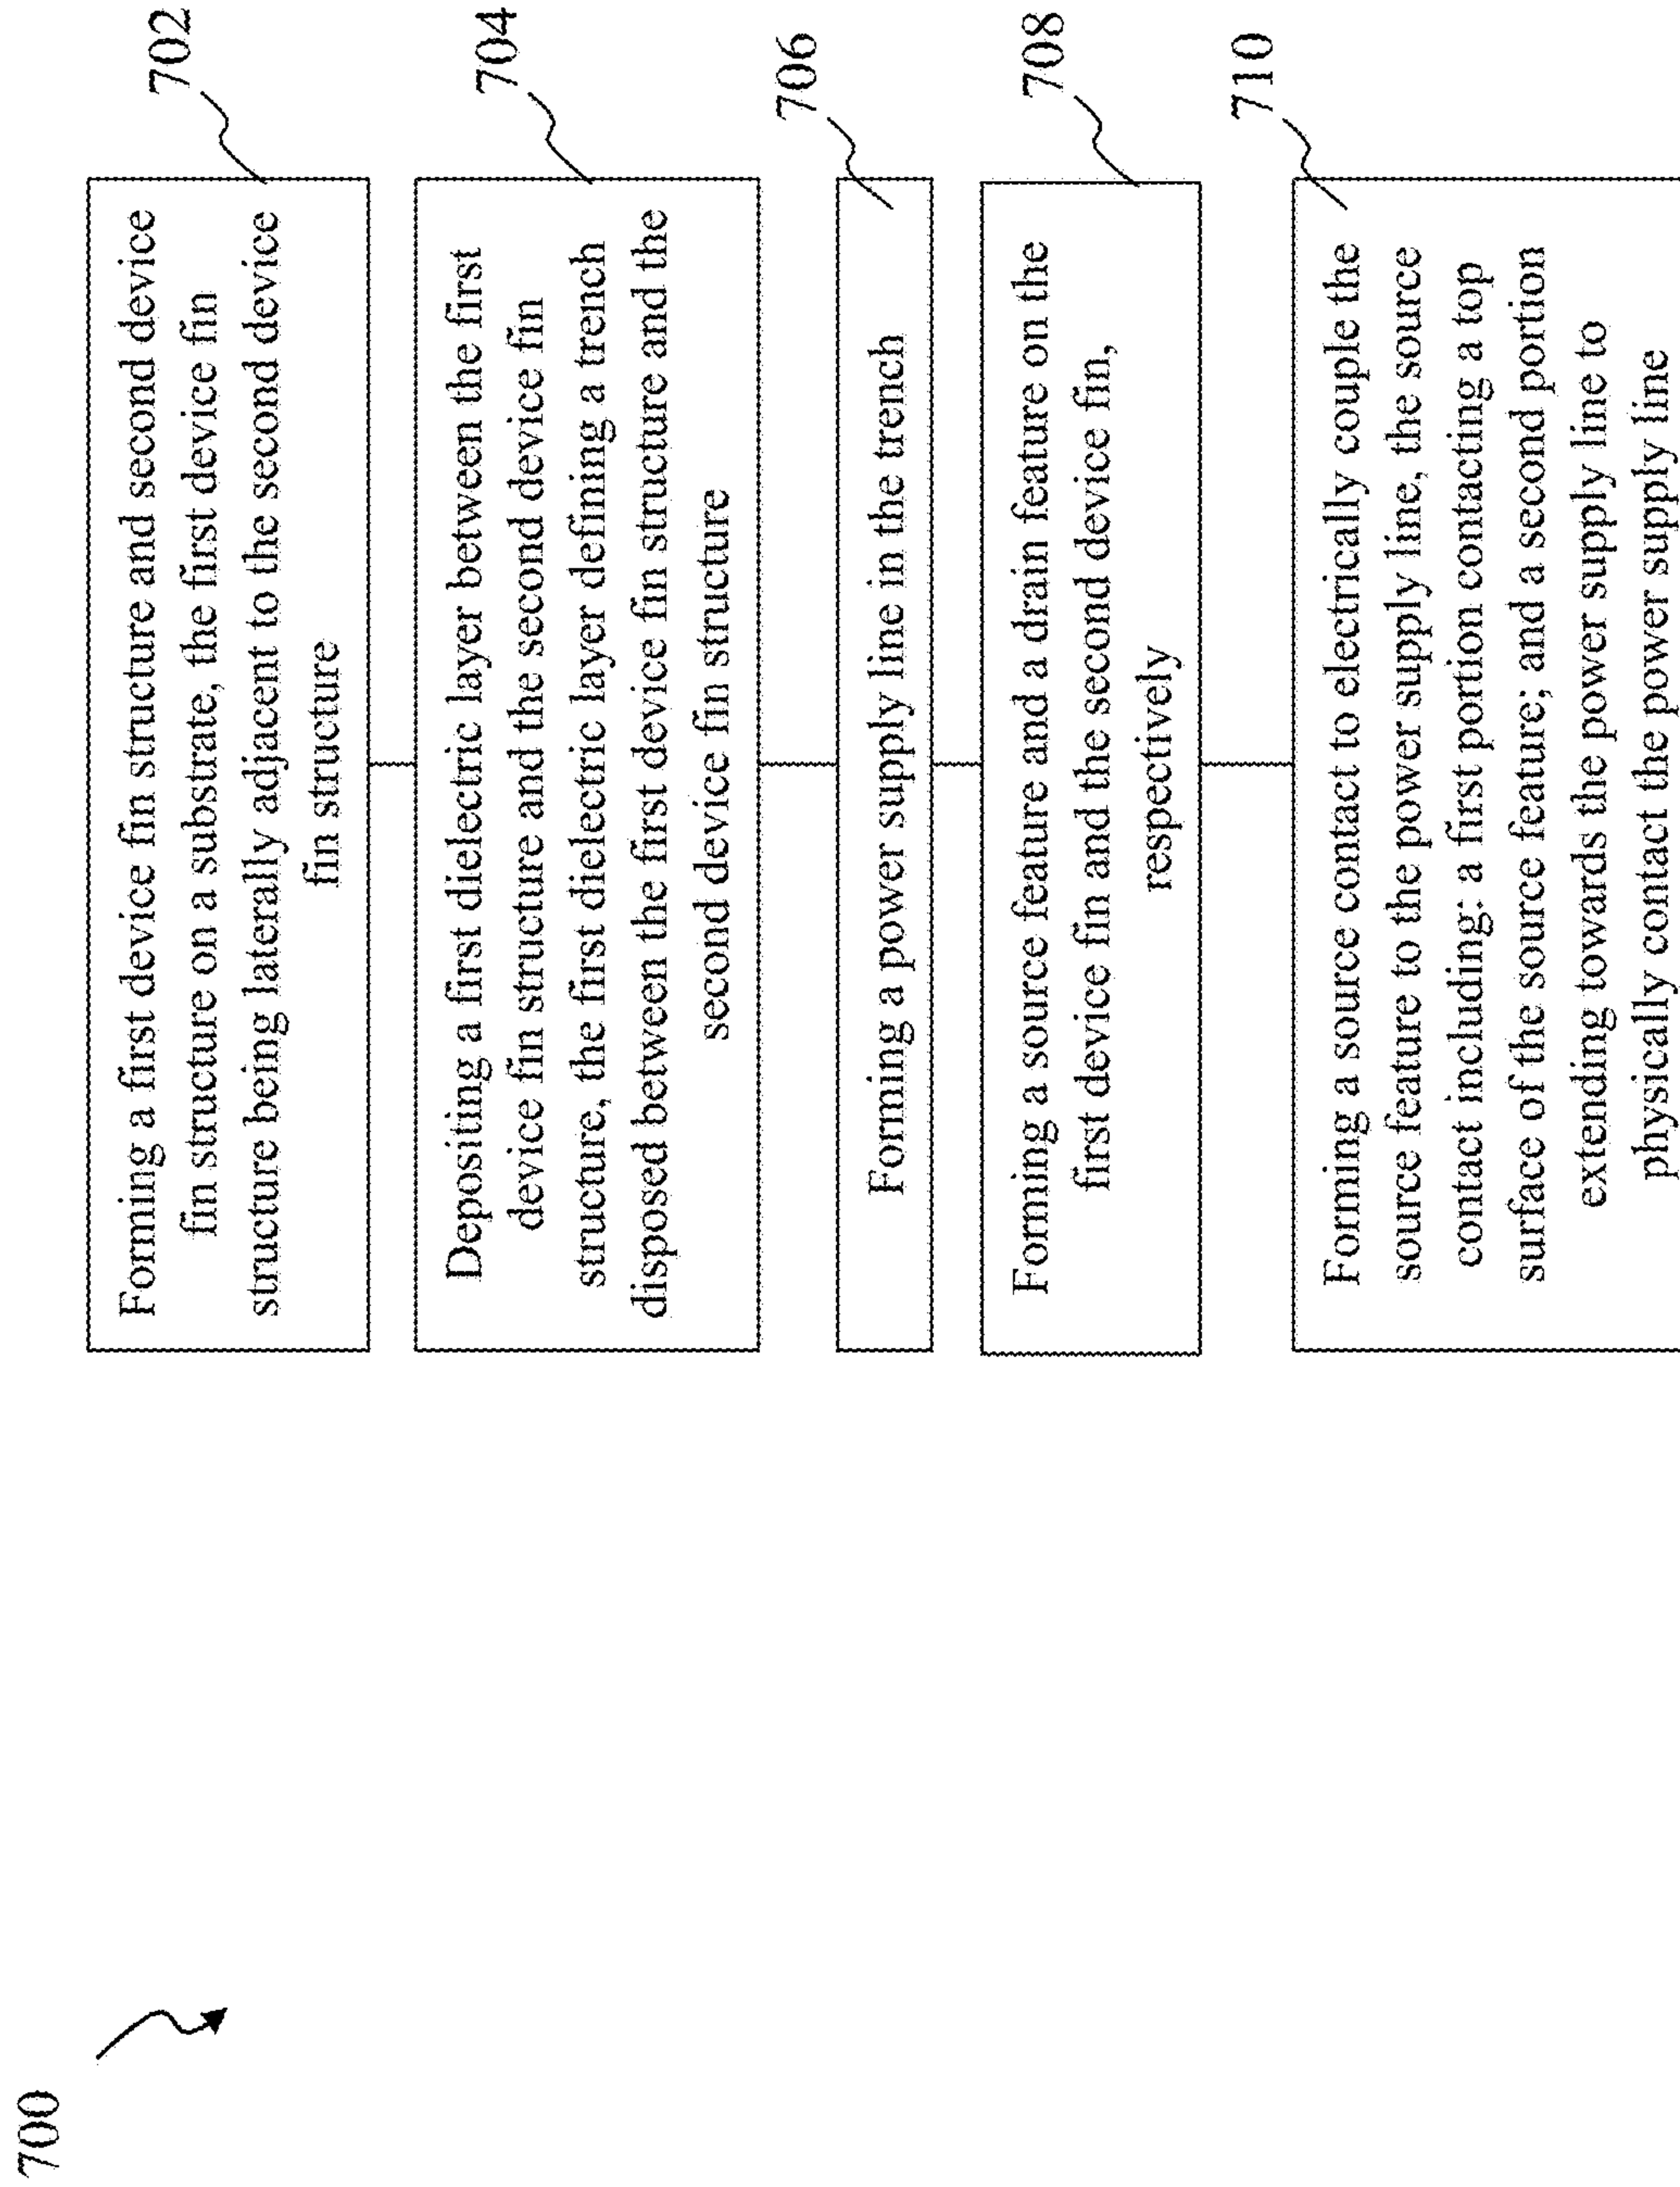 700
702
Forming a first device fin structure and second device
fin structure on a substrate, the first device fin
structure being laterally adjacent to the second device
fin structure
704
Depositing a first dielectric layer between the first
device fin structure and the second device fin
structure, the first dielectric layer defining a trench
disposed between the first device fin structure and the
second device fin structure
706
Forming a power supply line in the trench
708
Forming a source feature and a drain feature on the
first device fin and the second device fin,
respectively
710
Forming a source contact to electrically couple the
source feature to the power supply line, the source
contact including: a first portion contacting a top
surface of the source feature; and a second portion
extending towards the power supply line to
physically contact the power supply line